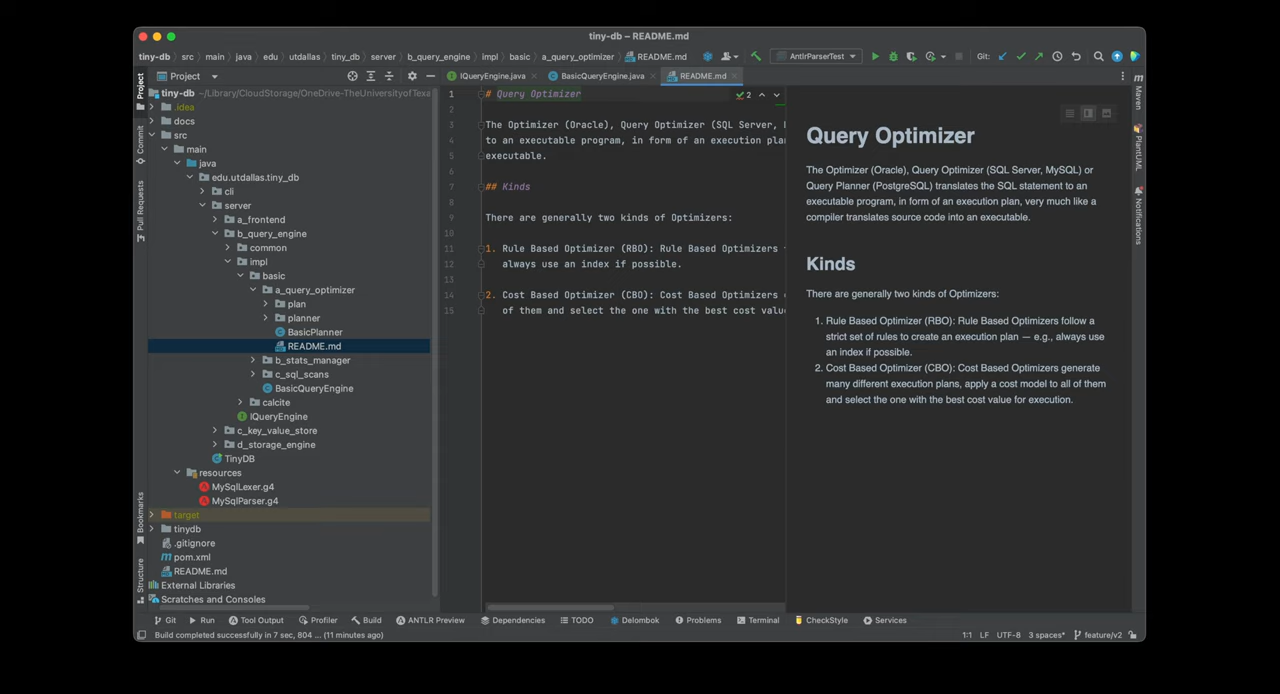 tiny-db – README.md
tiny-db › src › main › java › edu › utdallas › tiny_db › server › b_query_engine › impl › basic › a_query_optimizer › README.md
AntlrParserTest
Git:
Project
IQueryEngine.java
BasicQueryEngine.java
README.md
Project
Commit
Pull Requests
Bookmarks
Structure
tiny-db ~/Library/CloudStorage/OneDrive-TheUniversityofTexa
.idea
docs
src
main
java
edu.utdallas.tiny_db
cli
server
a_frontend
b_query_engine
common
impl
basic
a_query_optimizer
plan
planner
BasicPlanner
README.md
b_stats_manager
c_sql_scans
BasicQueryEngine
calcite
IQueryEngine
c_key_value_store
d_storage_engine
TinyDB
resources
MySqlLexer.g4
MySqlParser.g4
target
tinydb
.gitignore
pom.xml
README.md
External Libraries
Scratches and Consoles
1 # Query Optimizer
2
3 The Optimizer (Oracle), Query Optimizer (SQL Server,
4 to an executable program, in form of an execution plan
5 executable.
6
7 ## Kinds
8
9 There are generally two kinds of Optimizers:
10
11 1. Rule Based Optimizer (RBO): Rule Based Optimizers
12 always use an index if possible.
13
14 2. Cost Based Optimizer (CBO): Cost Based Optimizers
15 of them and select the one with the best cost value
2
Query Optimizer
The Optimizer (Oracle), Query Optimizer (SQL Server, MySQL) or
Query Planner (PostgreSQL) translates the SQL statement to an
executable program, in form of an execution plan, very much like a
compiler translates source code into an executable.
Kinds
There are generally two kinds of Optimizers:
1. Rule Based Optimizer (RBO): Rule Based Optimizers follow a
strict set of rules to create an execution plan — e.g., always use
an index if possible.
2. Cost Based Optimizer (CBO): Cost Based Optimizers generate
many different execution plans, apply a cost model to all of them
and select the one with the best cost value for execution.
m
Maven
PlantUML
Notifications
Git
Run
Tool Output
Profiler
Build
ANTLR Preview
Dependencies
TODO
Delombok
Problems
Terminal
CheckStyle
Services
Build completed successfully in 7 sec, 804 ... (11 minutes ago)
1:1 LF UTF-8 3 spaces* feature/v2